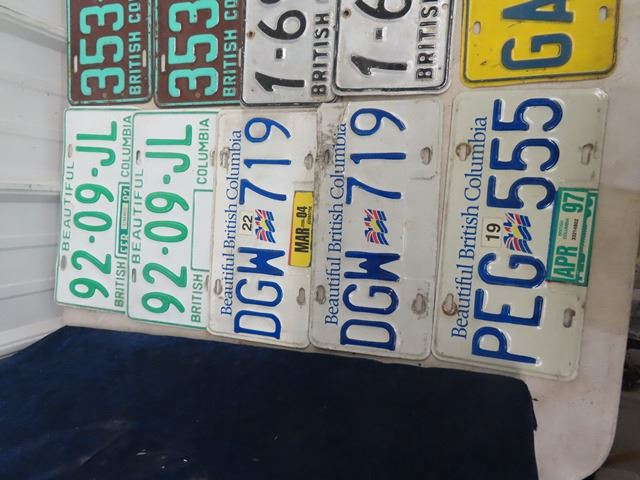 353
BRITISH CO
353
BRITISH CO
1-6
BRITISH
1-6
BRITISH
GA
BEAUTIFUL
92·09·JL
BRITISH COLUMBIA
BEAUTIFUL
92·09·JL
BRITISH COLUMBIA
Beautiful British Columbia
DGW 719
22
MAR 04
Beautiful British Columbia
DGW 719
Beautiful British Columbia
PEG 555
19
APR 97